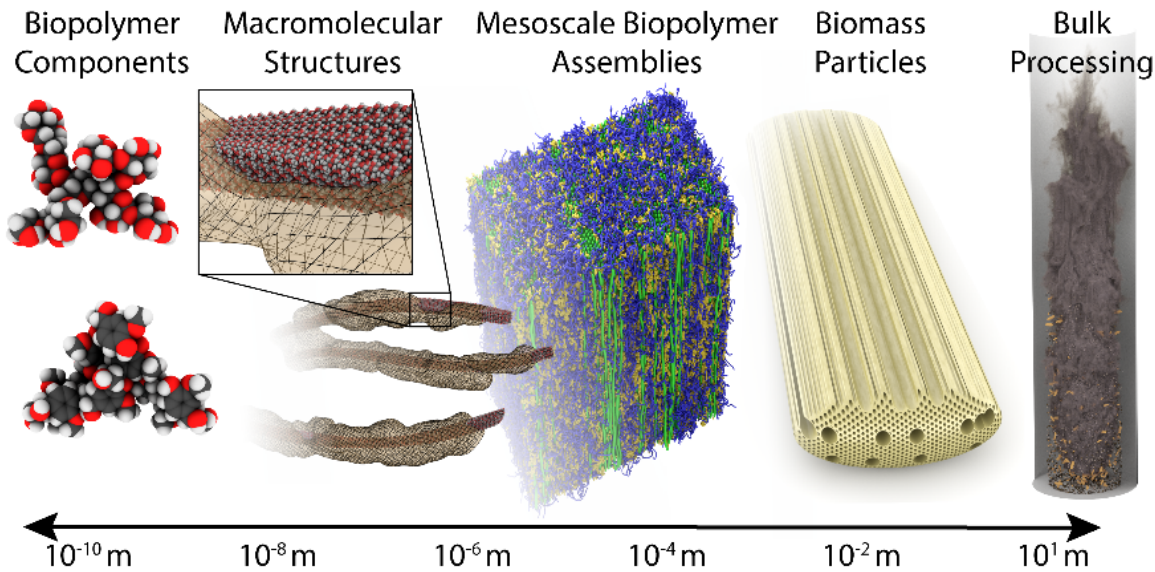 Biopolymer
Components
Macromolecular
Structures
Mesoscale Biopolymer
Assemblies
Biomass
Particles
Bulk
Processing
10⁻¹⁰ m
10⁻⁸ m
10⁻⁶ m
10⁻⁴ m
10⁻² m
10¹ m